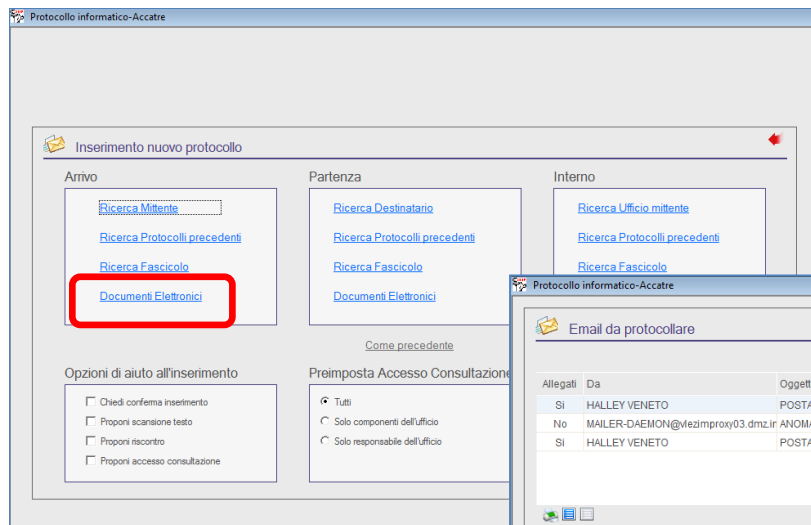 Protocollo informatico-Accatre
Inserimento nuovo protocollo
Arrivo
Ricerca Mittente
Ricerca Protocolli precedenti
Ricerca Fascicolo
Documenti Elettronici
Partenza
Ricerca Destinatario
Ricerca Protocolli precedenti
Ricerca Fascicolo
Documenti Elettronici
Interno
Ricerca Ufficio mittente
Ricerca Protocolli precedenti
Ricerca Fascicolo
Come precedente
Opzioni di aiuto all'inserimento
Chiedi conferma inserimento
Proponi scansione testo
Proponi riscontro
Proponi accesso consultazione
Preimposta Accesso Consultazione
Tutti
Solo componenti dell'ufficio
Solo responsabile dell'ufficio
Protocollo informatico-Accatre
Email da protocollare
Allegati Da Oggett
Si HALLEY VENETO POSTA
No MAILER-DAEMON@vlezimproxy03.dmz.in ANOMA
Si HALLEY VENETO POSTA